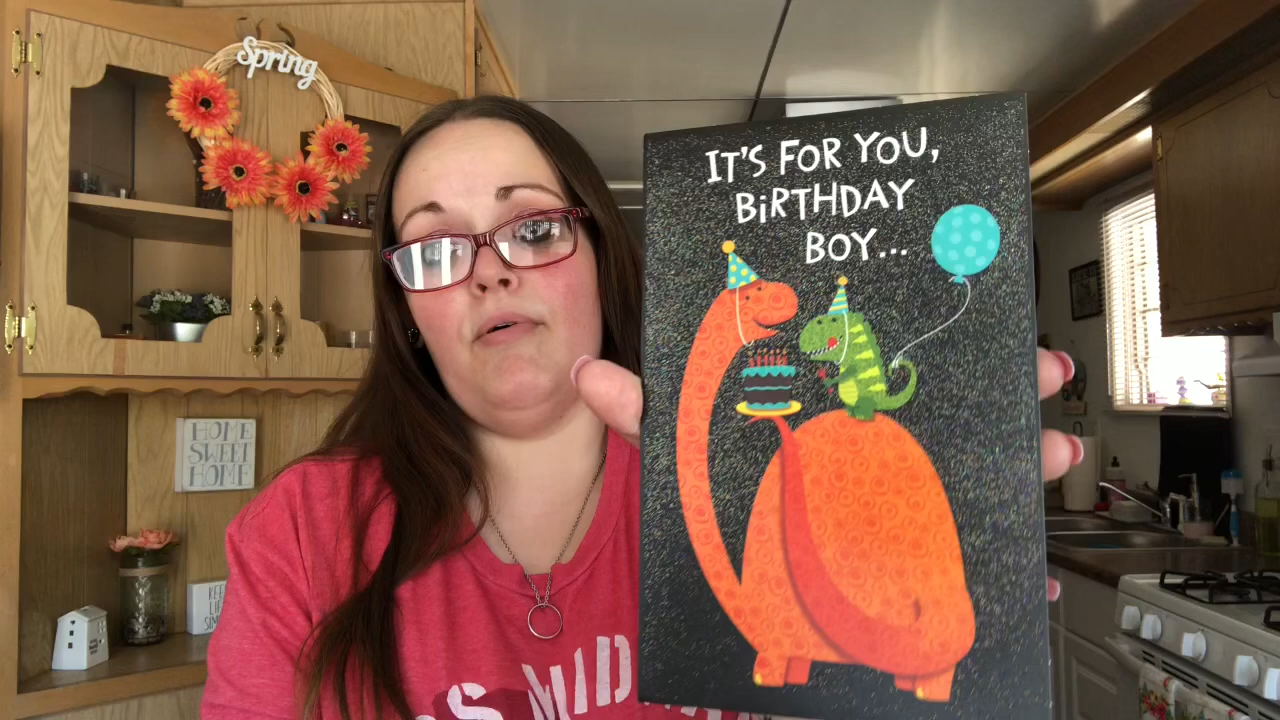 Spring
IT'S FOR YOU,
BIRTHDAY
BOY...
HOME
SWEET
HOME